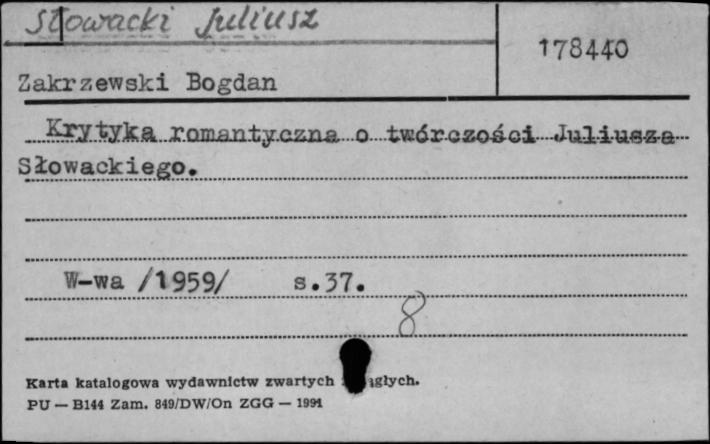 Słowacki Juliusz
178440
Zakrzewski Bogdan
Krytyka romantyczna o twórczości Juliusza
Słowackiego.
W-wa /1959/ s.37.
8
Karta katalogowa wydawnictw zwartych
PU — B144 Zam. 849/DW/On ZGG — 1991